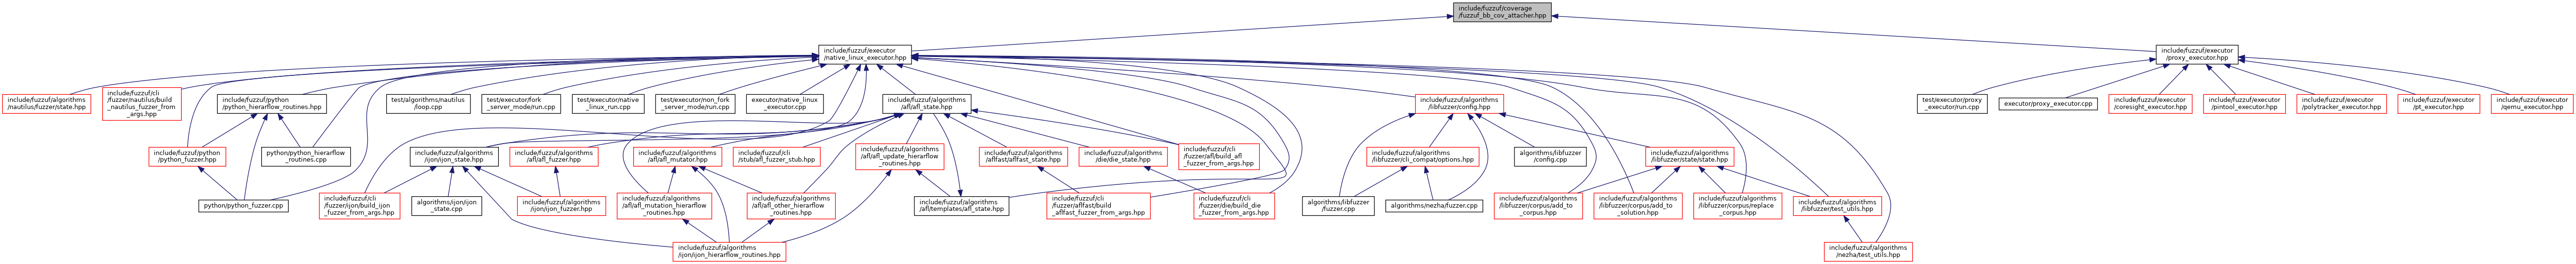 include/fuzzuf/coverage
/fuzzuf_bb_cov_attacher.hpp
include/fuzzuf/executor
/native_linux_executor.hpp
include/fuzzuf/executor
/proxy_executor.hpp
include/fuzzuf/algorithms
/nautilus/fuzzer/state.hpp
include/fuzzuf/cli
/fuzzer/nautilus/build
_nautilus_fuzzer_from
_args.hpp
include/fuzzuf/python
/python_hierarflow_routines.hpp
test/algorithms/nautilus
/loop.cpp
test/executor/fork
_server_mode/run.cpp
test/executor/native
_linux_run.cpp
test/executor/non_fork
_server_mode/run.cpp
executor/native_linux
_executor.cpp
include/fuzzuf/algorithms
/afl/afl_state.hpp
include/fuzzuf/algorithms
/libfuzzer/config.hpp
test/executor/proxy
_executor/run.cpp
executor/proxy_executor.cpp
include/fuzzuf/executor
/coresight_executor.hpp
include/fuzzuf/executor
/pintool_executor.hpp
include/fuzzuf/executor
/polytracker_executor.hpp
include/fuzzuf/executor
/pt_executor.hpp
include/fuzzuf/executor
/qemu_executor.hpp
include/fuzzuf/python
/python_fuzzer.hpp
python/python_hierarflow
_routines.cpp
include/fuzzuf/algorithms
/ijon/ijon_state.hpp
include/fuzzuf/algorithms
/afl/afl_fuzzer.hpp
include/fuzzuf/algorithms
/afl/afl_mutator.hpp
include/fuzzuf/cli
/stub/afl_fuzzer_stub.hpp
include/fuzzuf/algorithms
/afl/afl_update_hierarflow
_routines.hpp
include/fuzzuf/algorithms
/aflfast/aflfast_state.hpp
include/fuzzuf/algorithms
/die/die_state.hpp
include/fuzzuf/cli
/fuzzer/afl/build_afl
_fuzzer_from_args.hpp
include/fuzzuf/algorithms
/libfuzzer/cli_compat/options.hpp
algorithms/libfuzzer
/config.cpp
include/fuzzuf/algorithms
/libfuzzer/state/state.hpp
python/python_fuzzer.cpp
include/fuzzuf/cli
/fuzzer/ijon/build_ijon
_fuzzer_from_args.hpp
algorithms/ijon/ijon
_state.cpp
include/fuzzuf/algorithms
/ijon/ijon_fuzzer.hpp
include/fuzzuf/algorithms
/afl/afl_mutation_hierarflow
_routines.hpp
include/fuzzuf/algorithms
/afl/afl_other_hierarflow
_routines.hpp
include/fuzzuf/algorithms
/afl/templates/afl_state.hpp
include/fuzzuf/cli
/fuzzer/aflfast/build
_aflfast_fuzzer_from_args.hpp
include/fuzzuf/cli
/fuzzer/die/build_die
_fuzzer_from_args.hpp
algorithms/libfuzzer
/fuzzer.cpp
algorithms/nezha/fuzzer.cpp
include/fuzzuf/algorithms
/libfuzzer/corpus/add_to
_corpus.hpp
include/fuzzuf/algorithms
/libfuzzer/corpus/add_to
_solution.hpp
include/fuzzuf/algorithms
/libfuzzer/corpus/replace
_corpus.hpp
include/fuzzuf/algorithms
/libfuzzer/test_utils.hpp
include/fuzzuf/algorithms
/ijon/ijon_hierarflow_routines.hpp
include/fuzzuf/algorithms
/nezha/test_utils.hpp